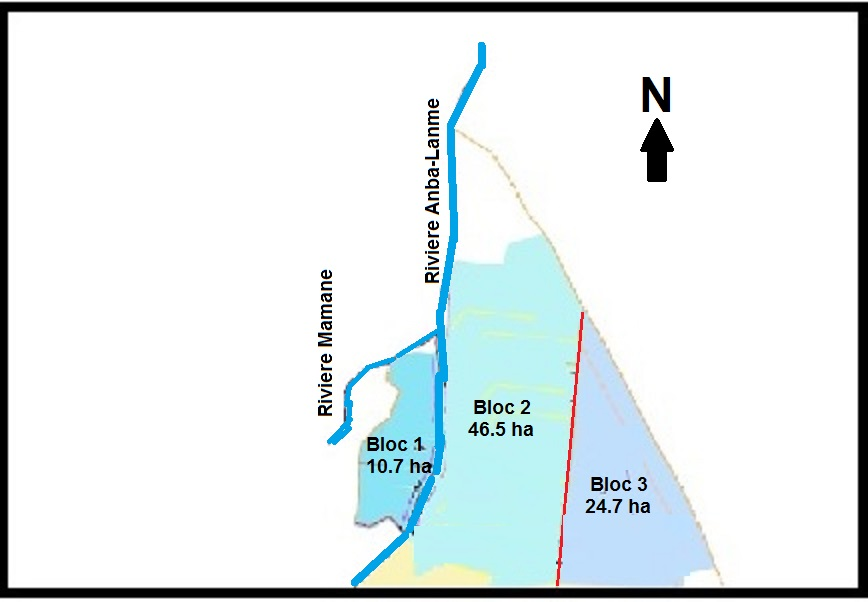 N
Riviere Anba-Lanme
Riviere Mamane
Bloc 1
10.7 ha
Bloc 2
46.5 ha
Bloc 3
24.7 ha